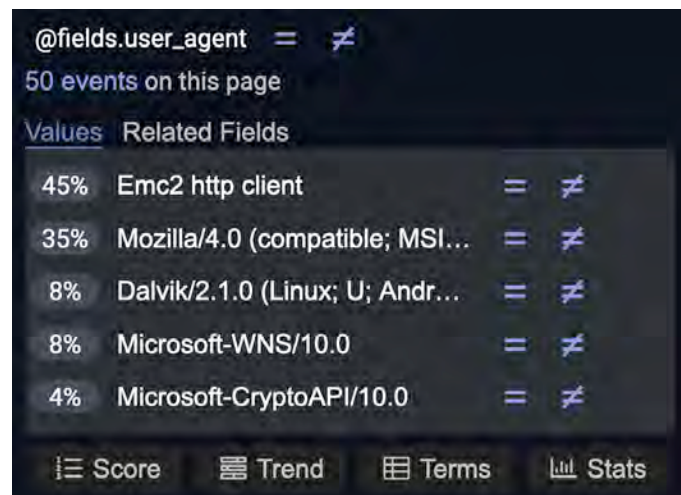 @fields.user_agent = ≠
50 events on this page
Values Related Fields
45% Emc2 http client = ≠
35% Mozilla/4.0 (compatible; MSI... = ≠
8% Dalvik/2.1.0 (Linux; U; Andr... = ≠
8% Microsoft-WNS/10.0 = ≠
4% Microsoft-CryptoAPI/10.0 = ≠
Score Trend Terms Stats